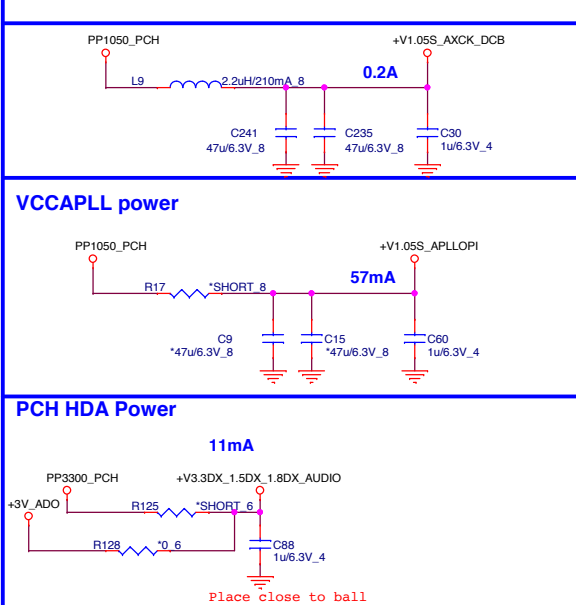 PP1050_PCH +V1.05S_AXCK_DCB
L9 2.2uH/210mA_8 0.2A
C241 C235 C30
47u/6.3V_8 47u/6.3V_8 1u/6.3V_4
VCCAPLL power
PP1050_PCH +V1.05S_APLLOPI
R17 *SHORT_8 57mA
C9 C15 C60
*47u/6.3V_8 *47u/6.3V_8 1u/6.3V_4
PCH HDA Power
11mA
PP3300_PCH +V3.3DX_1.5DX_1.8DX_AUDIO
+3V_ADO R125 *SHORT_6
R128 *0_6 C88
1u/6.3V_4
Place close to ball